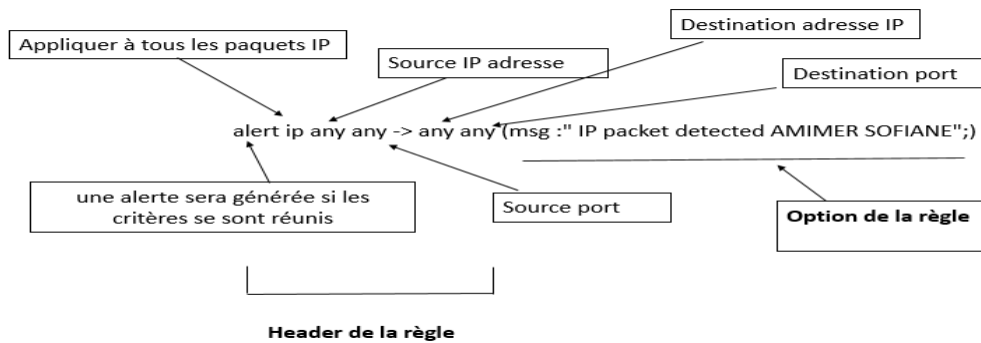 Appliquer à tous les paquets IP
Destination adresse IP
Source IP adresse
Destination port
alert ip any any -> any any (msg :" IP packet detected AMIMER SOFIANE";)
une alerte sera générée si les
critères se sont réunis
Source port
Option de la règle
Header de la règle